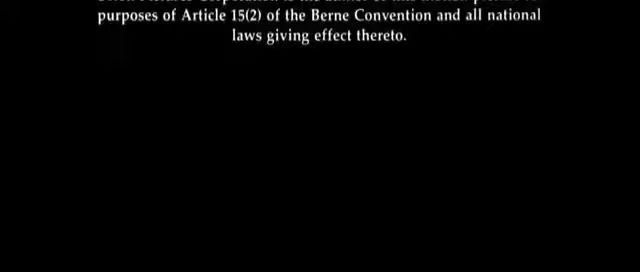 purposes of Article 15(2) of the Berne Convention and all national
laws giving effect thereto.